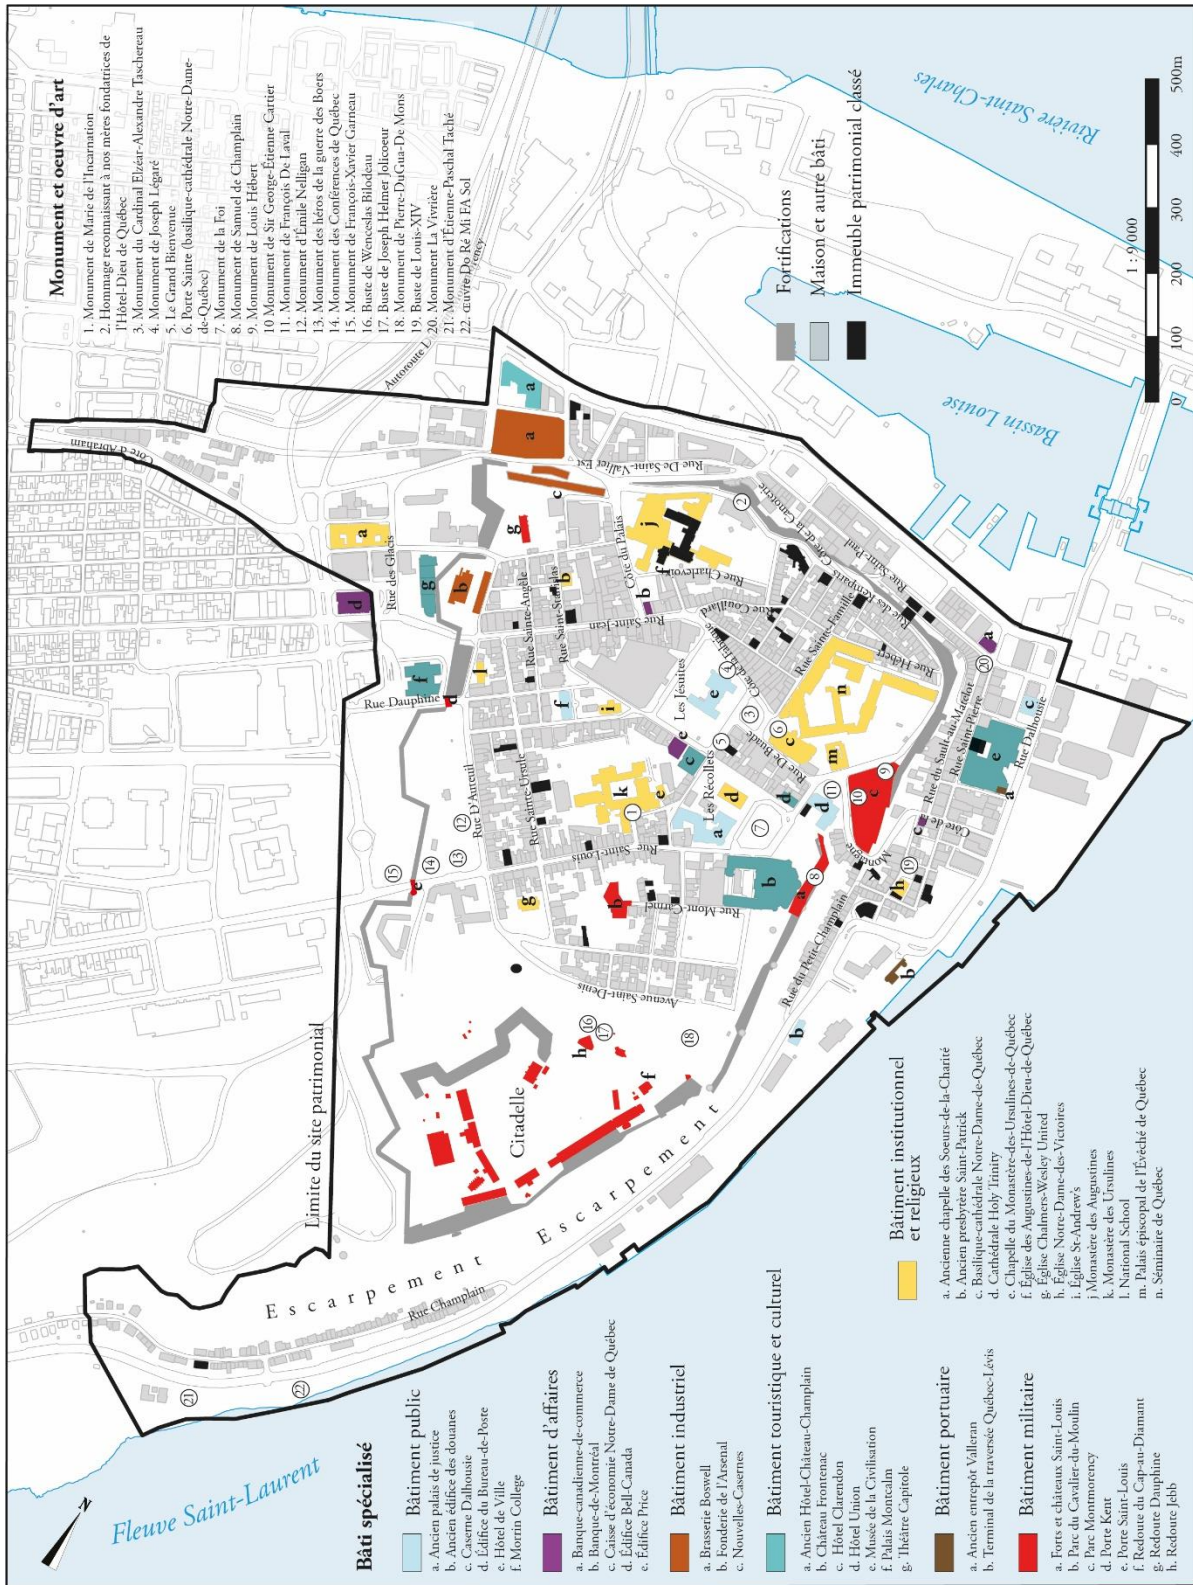 Monument et oeuvre d'art
1. Monument de Marie de l'Incarnation
2. Hommage reconnaissant à nos mères fondatrices de
l'Hôtel-Dieu de Québec
3. Monument du Cardinal Elzéar-Alexandre Taschereau
4. Monument de Joseph Légaré
5. Le Grand Bienvenue
6. Porte Sainte (basilique-cathédrale Notre-Dame-
de-Québec)
7. Monument de la Foi
8. Monument de Samuel de Champlain
9. Monument de Louis Hébert
10 Monument de Sir George-Étienne Cartier
11. Monument de François De Laval
12. Monument d'Émile Nelligan
13. Monument des héros de la guerre des Boers
14. Monument des Conférences de Québec
15. Monument de François-Xavier Garneau
16. Buste de Wenceslas Bilodeau
17. Buste de Joseph Helmer Jolicoeur
18. Monument de Pierre-DuGua-De Mons
19. Buste de Louis-XIV
20. Monument La Vivrière
21. Monument d'Étienne-Paschal Taché
22. Œuvre Do Ré Mi FA Sol
Fortifications
Maison et autre bâti
Immeuble patrimonial classé
1 : 9 000
0 100 200 300 400 500m
Rivière Saint-Charles
Bassin Louise
Fleuve Saint-Laurent
N
Limite du site patrimonial
Autoroute
Côte d'Abraham
Rue des Glacis
Rue Dauphine
Rue D'Auteuil
Rue Sainte-Angèle
Rue Saint-Stanislas
Rue Saint-Jean
Rue Sainte-Ursule
Rue Saint-Louis
Rue Mont-Carmel
Avenue Saint-Denis
Côte du Palais
Rue Charlevoix
Rue De Saint-Vallier Est
Côte de la Canoterie
Rue Saint-Paul
Rue des Remparts
Rue Couillard
Côte de la Fabrique
Rue Sainte-Famille
Rue Hébert
Les Jésuites
Les Récollets
Rue De Buade
Rue du Sault-au-Matelot
Rue Saint-Pierre
Rue Dalhousie
Côte de la
Montagne
Rue du Petit-Champlain
Citadelle
Escarpement
Escarpement
Rue Champlain
Bâti spécialisé
Bâtiment public
a. Ancien palais de justice
b. Ancien édifice des douanes
c. Caserne Dalhousie
d. Édifice du Bureau-de-Poste
e. Hôtel de Ville
f. Morrin College
Bâtiment d'affaires
a. Banque-canadienne-de-commerce
b. Banque-de-Montréal
c. Caisse d'économie Notre-Dame de Québec
d. Édifice Bell-Canada
e. Édifice Price
Bâtiment industriel
a. Brasserie Boswell
b. Fonderie de l'Arsenal
c. Nouvelles-Casernes
Bâtiment touristique et culturel
a. Ancien Hôtel-Château-Champlain
b. Château Frontenac
c. Hôtel Clarendon
d. Hôtel Union
e. Musée de la Civilisation
f. Palais Montcalm
g. Théâtre Capitole
Bâtiment portuaire
a. Ancien entrepôt Valleran
b. Terminal de la traversée Québec-Lévis
Bâtiment militaire
a. Forts et châteaux Saint-Louis
b. Parc du Cavalier-du-Moulin
c. Parc Montmorency
d. Porte Kent
e. Porte Saint-Louis
f. Redoute du Cap-au-Diamant
g. Redoute Dauphine
h. Redoute Jebb
Bâtiment institutionnel
et religieux
a. Ancienne chapelle des Soeurs-de-la-Charité
b. Ancien presbytère Saint-Patrick
c. Basilique-cathédrale Notre-Dame-de-Québec
d. Cathédrale Holy Trinity
e. Chapelle du Monastère-des-Ursulines-de-Québec
f. Église des Augustines-de-l'Hôtel-Dieu-de-Québec
g. Église Chalmers-Wesley United
h. Église Notre-Dame-des-Victoires
i. Église St-Andrew's
j Monastère des Augustines
k. Monastère des Ursulines
l. National School
m. Palais épiscopal de l'Évêché de Québec
n. Séminaire de Québec